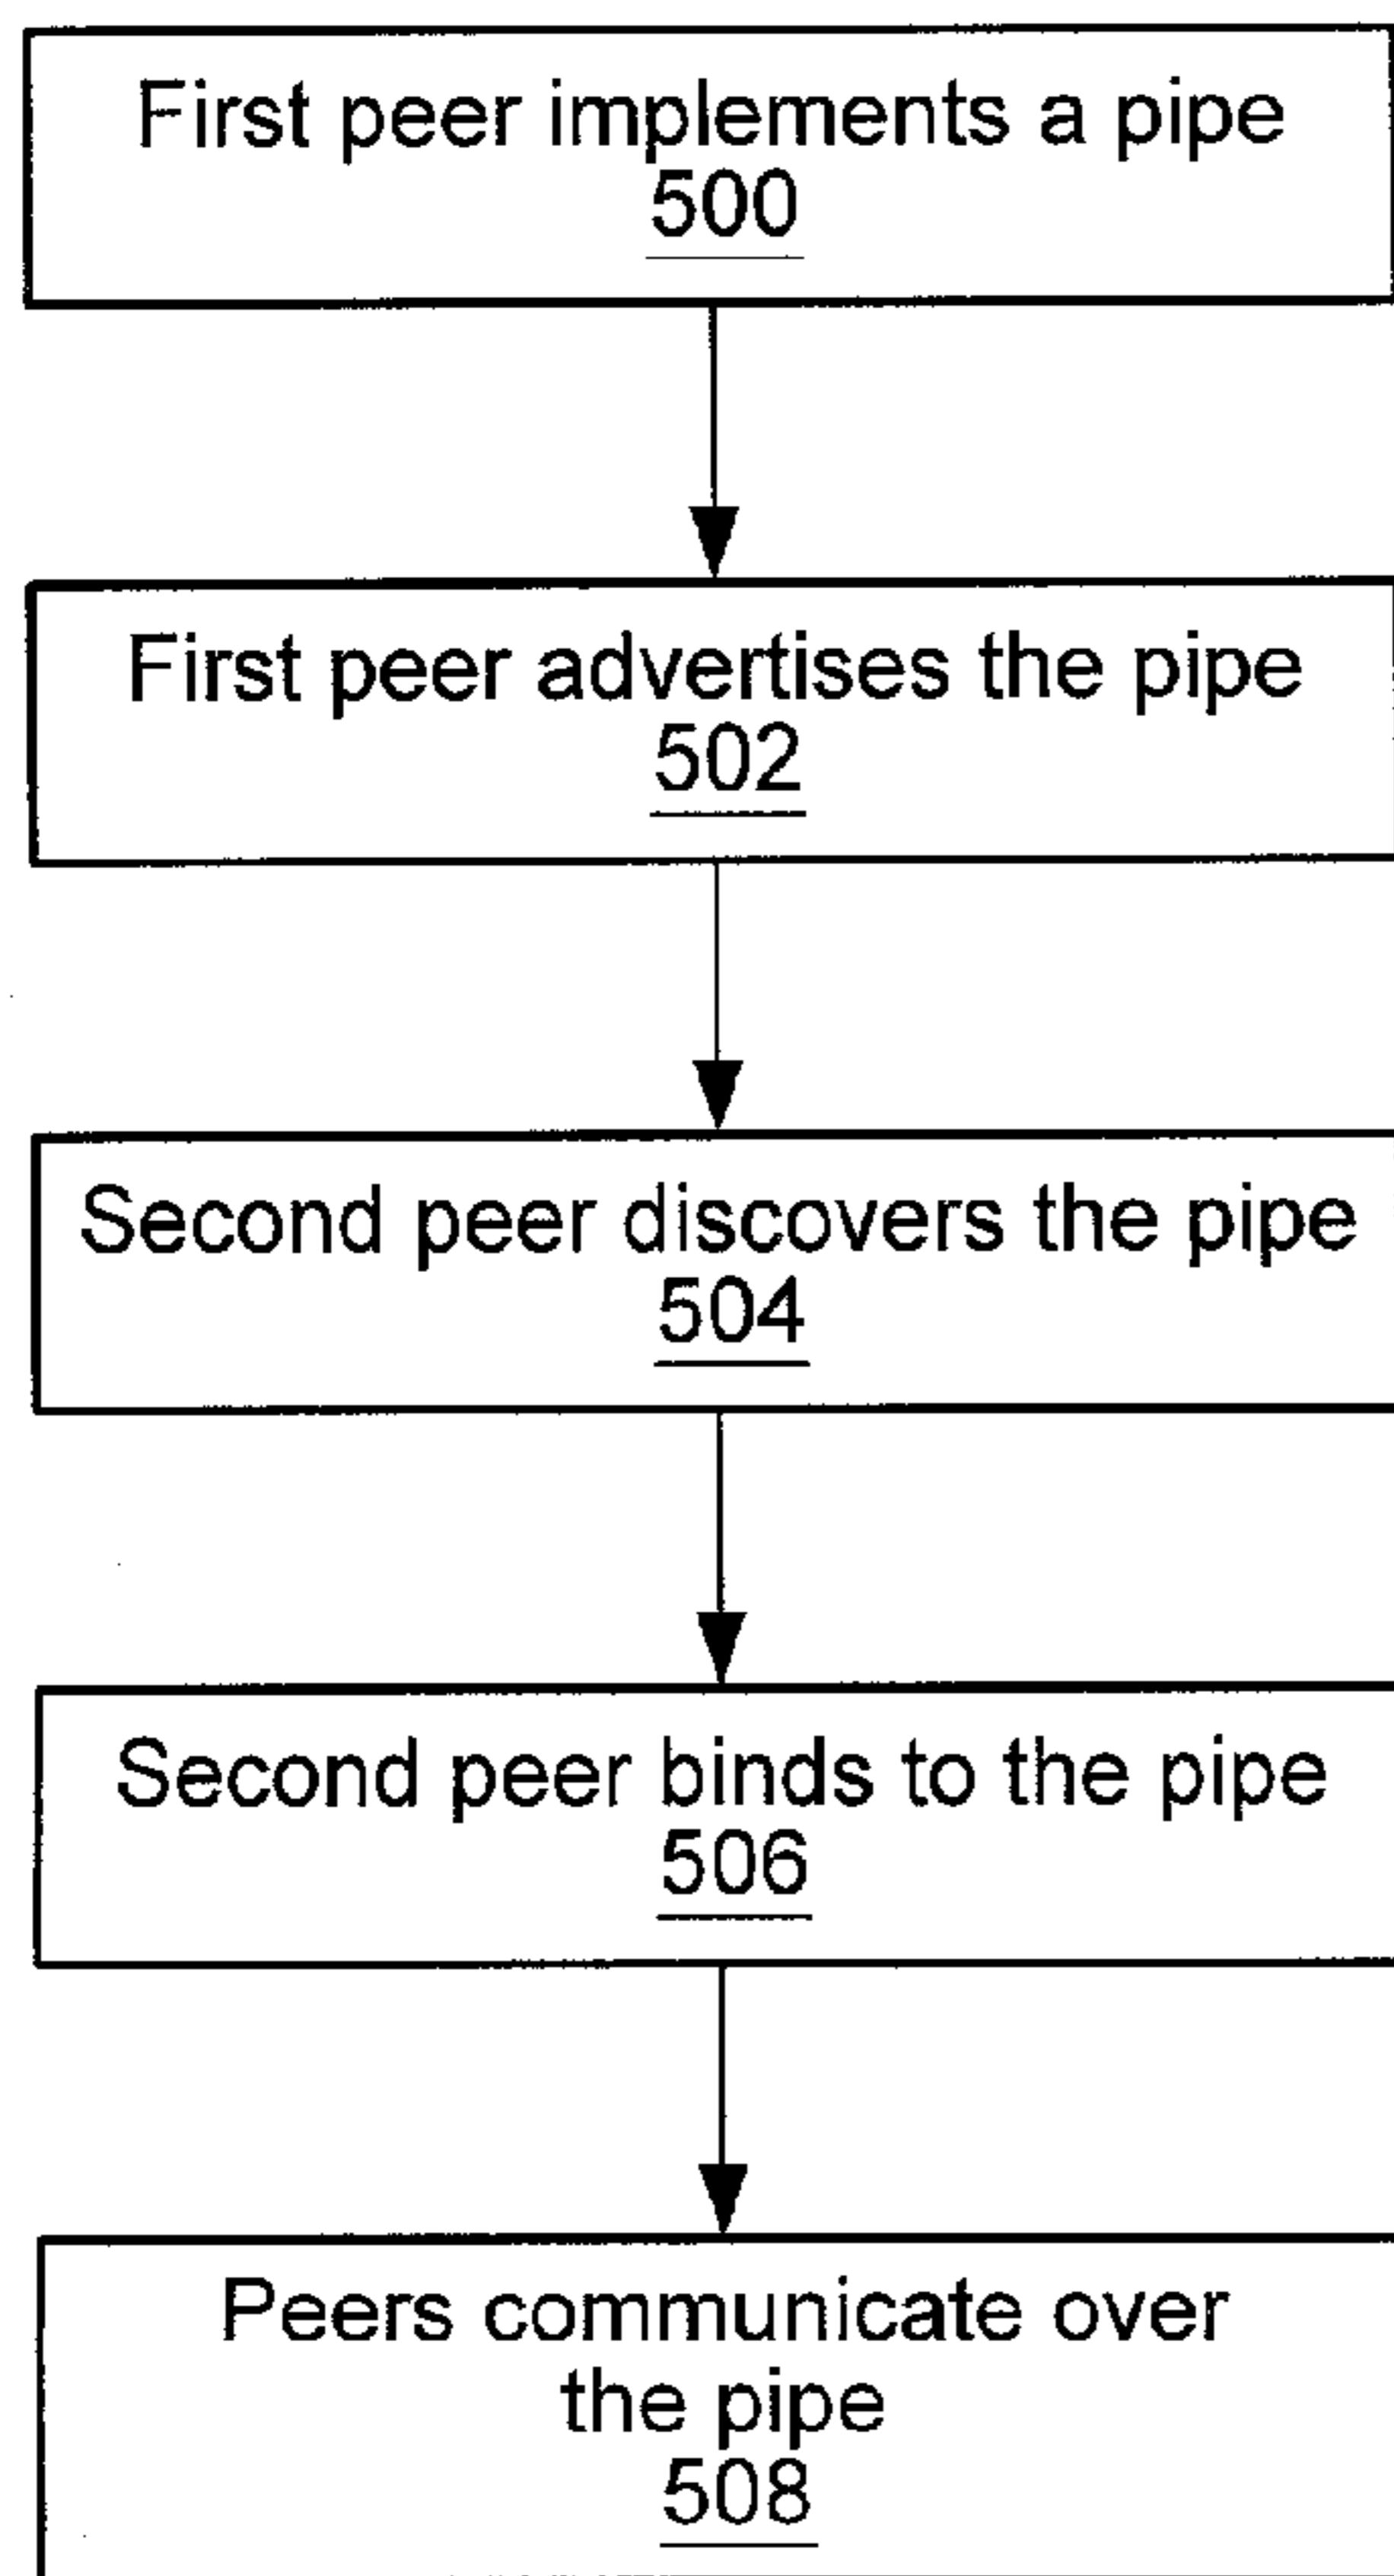 First peer implements a pipe
500
First peer advertises the pipe
502
Second peer discovers the pipe
504
Second peer binds to the pipe
506
Peers communicate over
the pipe
508